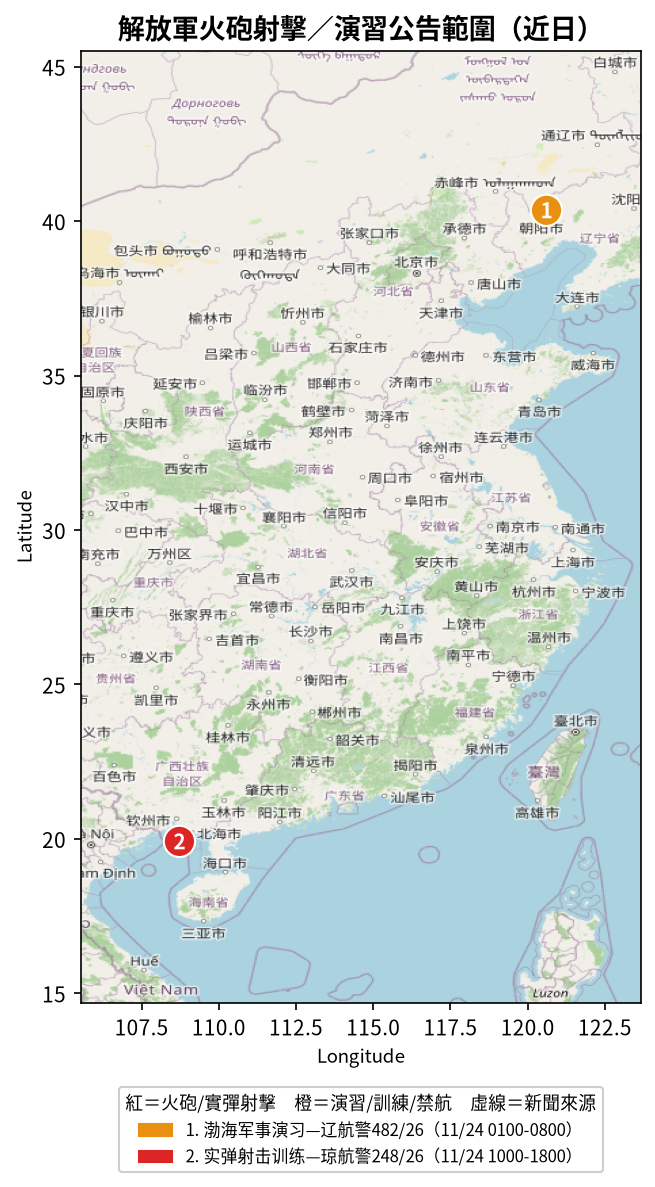 解放軍火砲射擊／演習公告範圍（近日）
45
40
35
30
25
20
15
Latitude
Дорноговь
白城市
通辽市
赤峰市
沈阳
1
朝阳市
承德市
张家口市
辽宁省
包头市
呼和浩特市
大同市
北京市
乌海市
河北省
唐山市
大连市
银川市
榆林市
忻州市
天津市
夏回族
自治区
吕梁市
山西省
石家庄市
德州市
东营市
威海市
固原市
延安市
临汾市
邯郸市
济南市
山东省
庆阳市
陕西省
鹤壁市
菏泽市
青岛市
水市
运城市
郑州市
徐州市
连云港市
西安市
河南省
周口市
宿州市
汉中市
十堰市
襄阳市
信阳市
阜阳市
江苏省
巴中市
安徽省
南京市
南通市
南充市
万州区
湖北省
安庆市
芜湖市
上海市
重庆市
宜昌市
武汉市
黄山市
杭州市
宁波市
重庆市
张家界市
常德市
岳阳市
九江市
浙江省
吉首市
长沙市
南昌市
上饶市
温州市
市
遵义市
湖南省
江西省
南平市
贵州省
凯里市
衡阳市
宁德市
永州市
郴州市
福建省
义市
桂林市
韶关市
泉州市
臺北市
百色市
广西壮族
自治区
清远市
揭阳市
臺灣
肇庆市
广东省
汕尾市
高雄市
钦州市
玉林市
阳江市
à Nội
2
北海市
am Định
海口市
海南省
三亚市
Huế
Việt Nam
Luzon
107.5 110.0 112.5 115.0 117.5 120.0 122.5
Longitude
紅＝火砲/實彈射擊　橙＝演習/訓練/禁航　虛線＝新聞來源
1. 渤海军事演习—辽航警482/26（11/24 0100-0800）
2. 实弹射击训练—琼航警248/26（11/24 1000-1800）